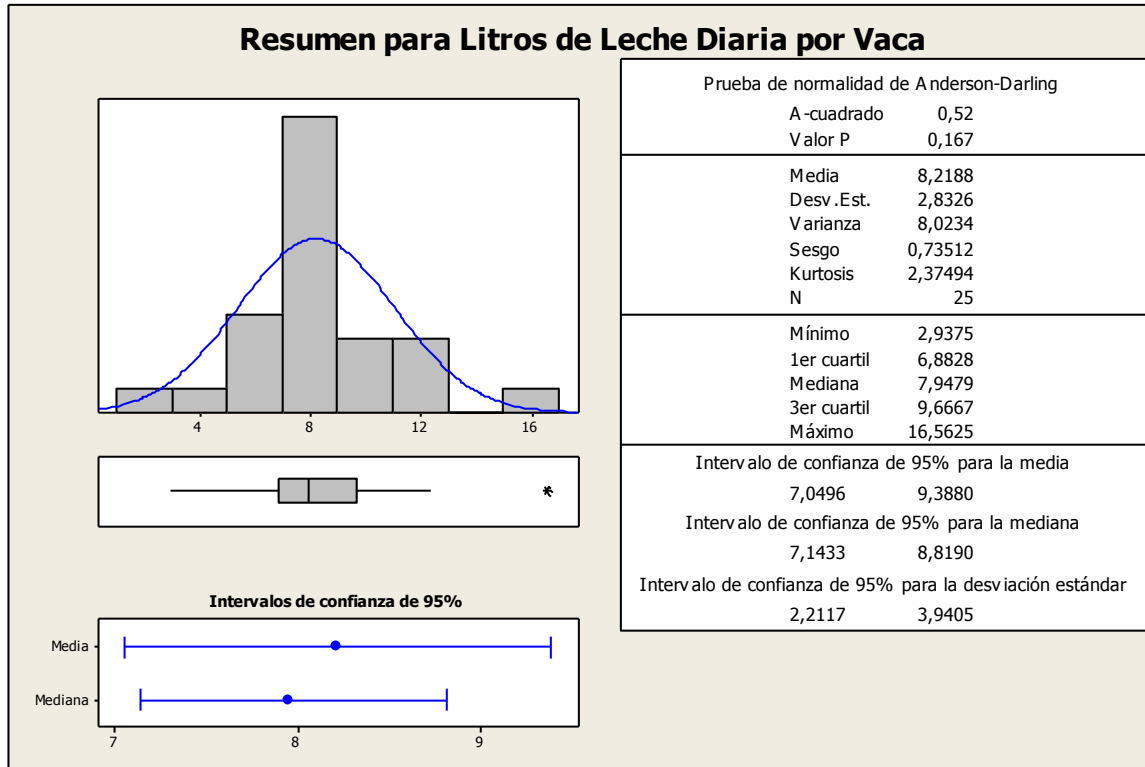 Resumen para Litros de Leche Diaria por Vaca
4 8 12 16
Intervalos de confianza de 95%
Media
Mediana
7 8 9
Prueba de normalidad de Anderson-Darling
A-cuadrado 0,52
Valor P 0,167
Media 8,2188
Desv.Est. 2,8326
Varianza 8,0234
Sesgo 0,73512
Kurtosis 2,37494
N 25
Mínimo 2,9375
1er cuartil 6,8828
Mediana 7,9479
3er cuartil 9,6667
Máximo 16,5625
Intervalo de confianza de 95% para la media
7,0496 9,3880
Intervalo de confianza de 95% para la mediana
7,1433 8,8190
Intervalo de confianza de 95% para la desviación estándar
2,2117 3,9405